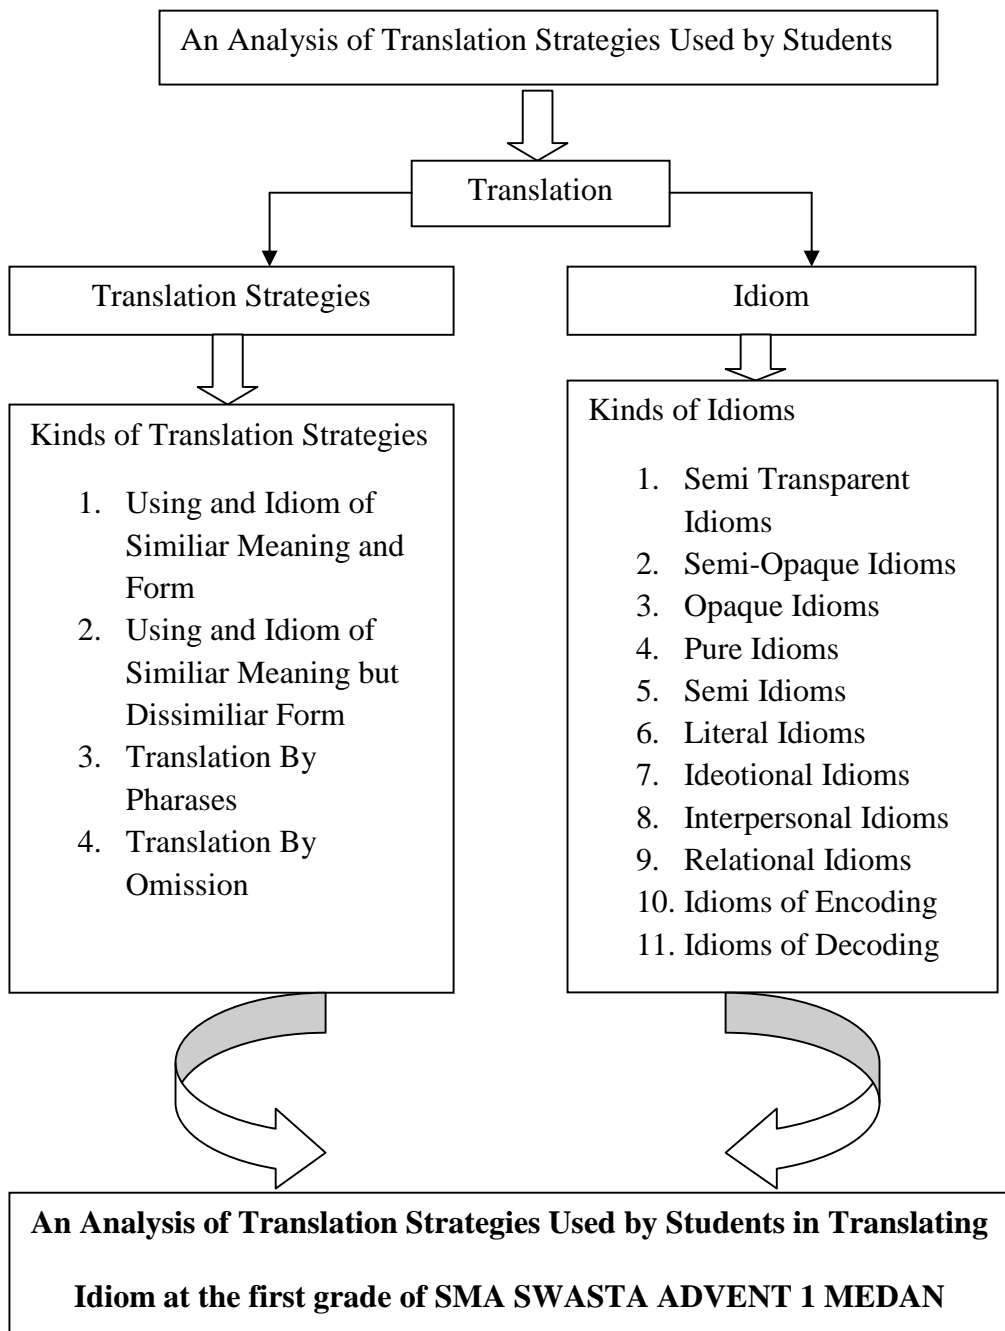 An Analysis of Translation Strategies Used by Students
Translation
Translation Strategies
Idiom
Kinds of Translation Strategies
1. Using and Idiom of
Similiar Meaning and
Form
2. Using and Idiom of
Similiar Meaning but
Dissimiliar Form
3. Translation By
Pharases
4. Translation By
Omission
Kinds of Idioms
1. Semi Transparent
Idioms
2. Semi-Opaque Idioms
3. Opaque Idioms
4. Pure Idioms
5. Semi Idioms
6. Literal Idioms
7. Ideotional Idioms
8. Interpersonal Idioms
9. Relational Idioms
10. Idioms of Encoding
11. Idioms of Decoding
An Analysis of Translation Strategies Used by Students in Translating
Idiom at the first grade of SMA SWASTA ADVENT 1 MEDAN